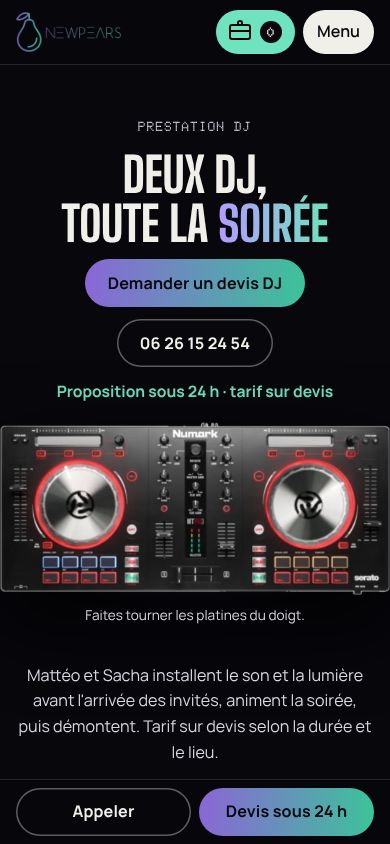 NEWPEARS
0
Menu
PRESTATION DJ
DEUX DJ,
TOUTE LA SOIRÉE
Demander un devis DJ
06 26 15 24 54
Proposition sous 24 h · tarif sur devis
Numark
serato
Faites tourner les platines du doigt.
Mattéo et Sacha installent le son et la lumière
avant l'arrivée des invités, animent la soirée,
puis démontent. Tarif sur devis selon la durée et
le lieu.
Appeler
Devis sous 24 h